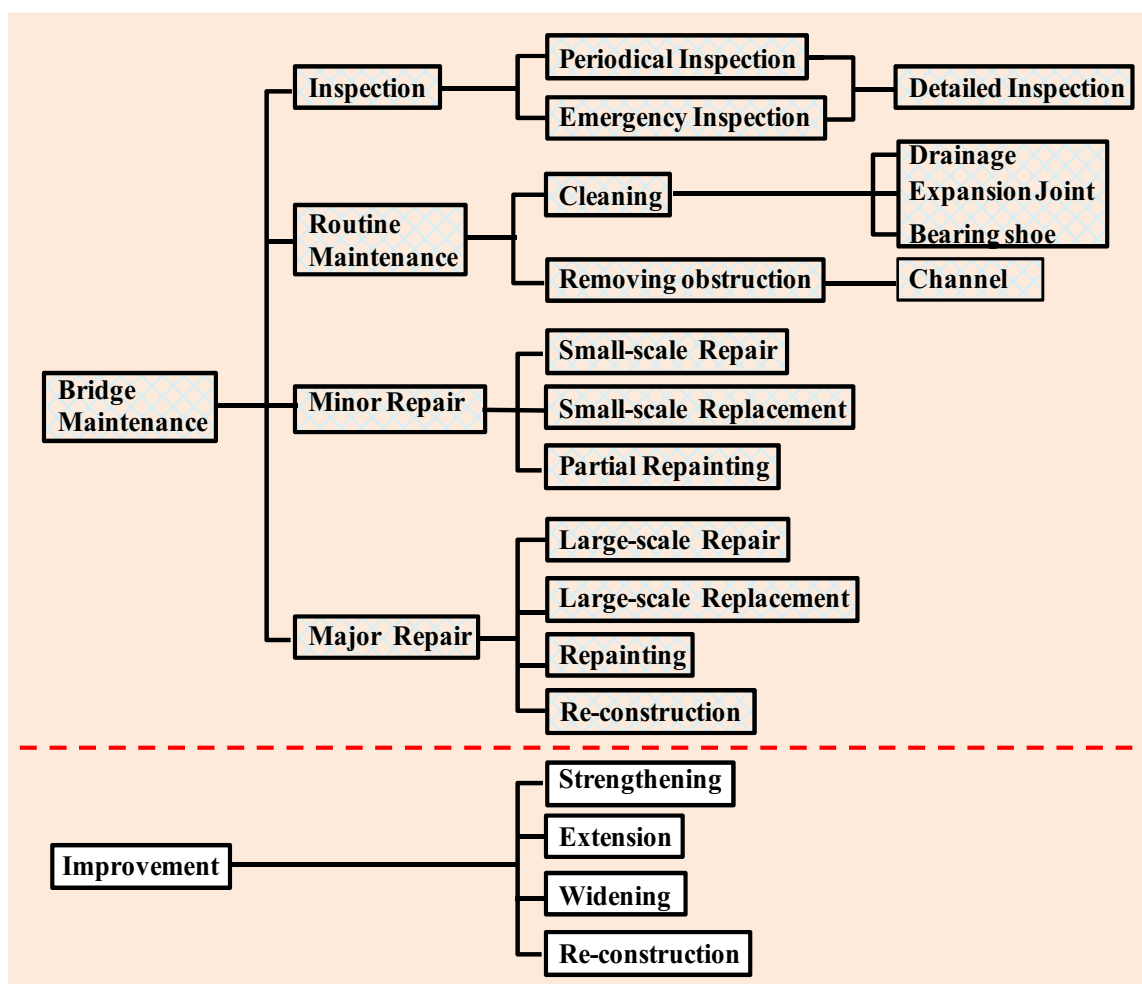 Periodical Inspection
Inspection
Detailed Inspection
Emergency Inspection
Drainage
Cleaning
Expansion Joint
Routine
Maintenance
Bearing shoe
Removing obstruction
Channel
Small-scale Repair
Bridge
Maintenance
Minor Repair
Small-scale Replacement
Partial Repainting
Large-scale Repair
Large-scale Replacement
Major Repair
Repainting
Re-construction
Strengthening
Extension
Improvement
Widening
Re-construction